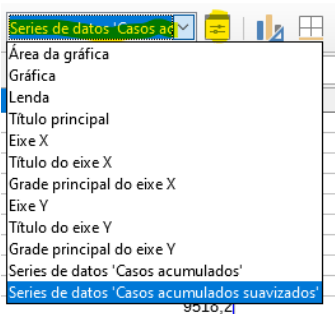 Series de datos 'Casos ac
Área da gráfica
Gráfica
Lenda
Título principal
Eixe X
Título do eixe X
Grade principal do eixe X
Eixe Y
Título do eixe Y
Grade principal do eixe Y
Series de datos 'Casos acumulados'
Series de datos 'Casos acumulados suavizados'
9518,2